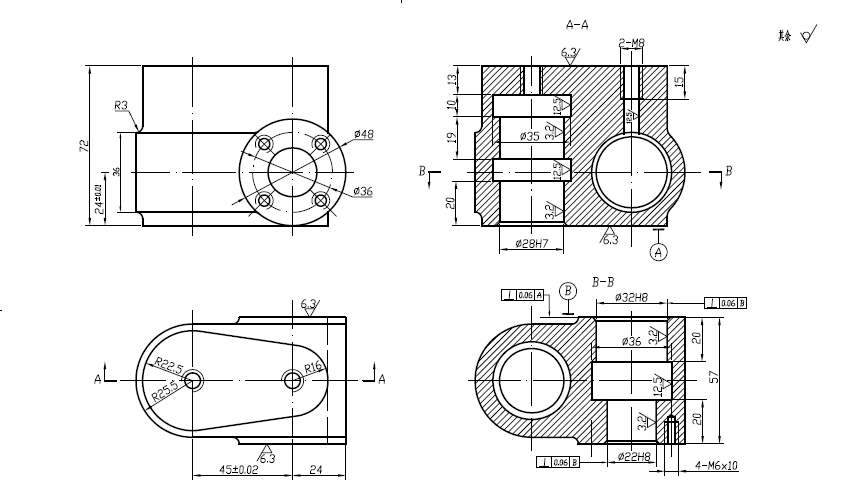 A-A
其余
2-M8
6.3
13
10
19
20
12.5
3.2
Ø35
12.5
3.2
15
B
B
Ø28H7
6.3
A
R3
72
36
24±0.01
Ø48
Ø36
B-B
⊥ 0.06 A
B
Ø32H8
⊥ 0.06 B
3.2
Ø36
12.5
3.2
20
57
20
⊥ 0.06 B
Ø22H8
4-M6×10
6.3
R22.5
R25.5
R16
A
A
6.3
45±0.02
24